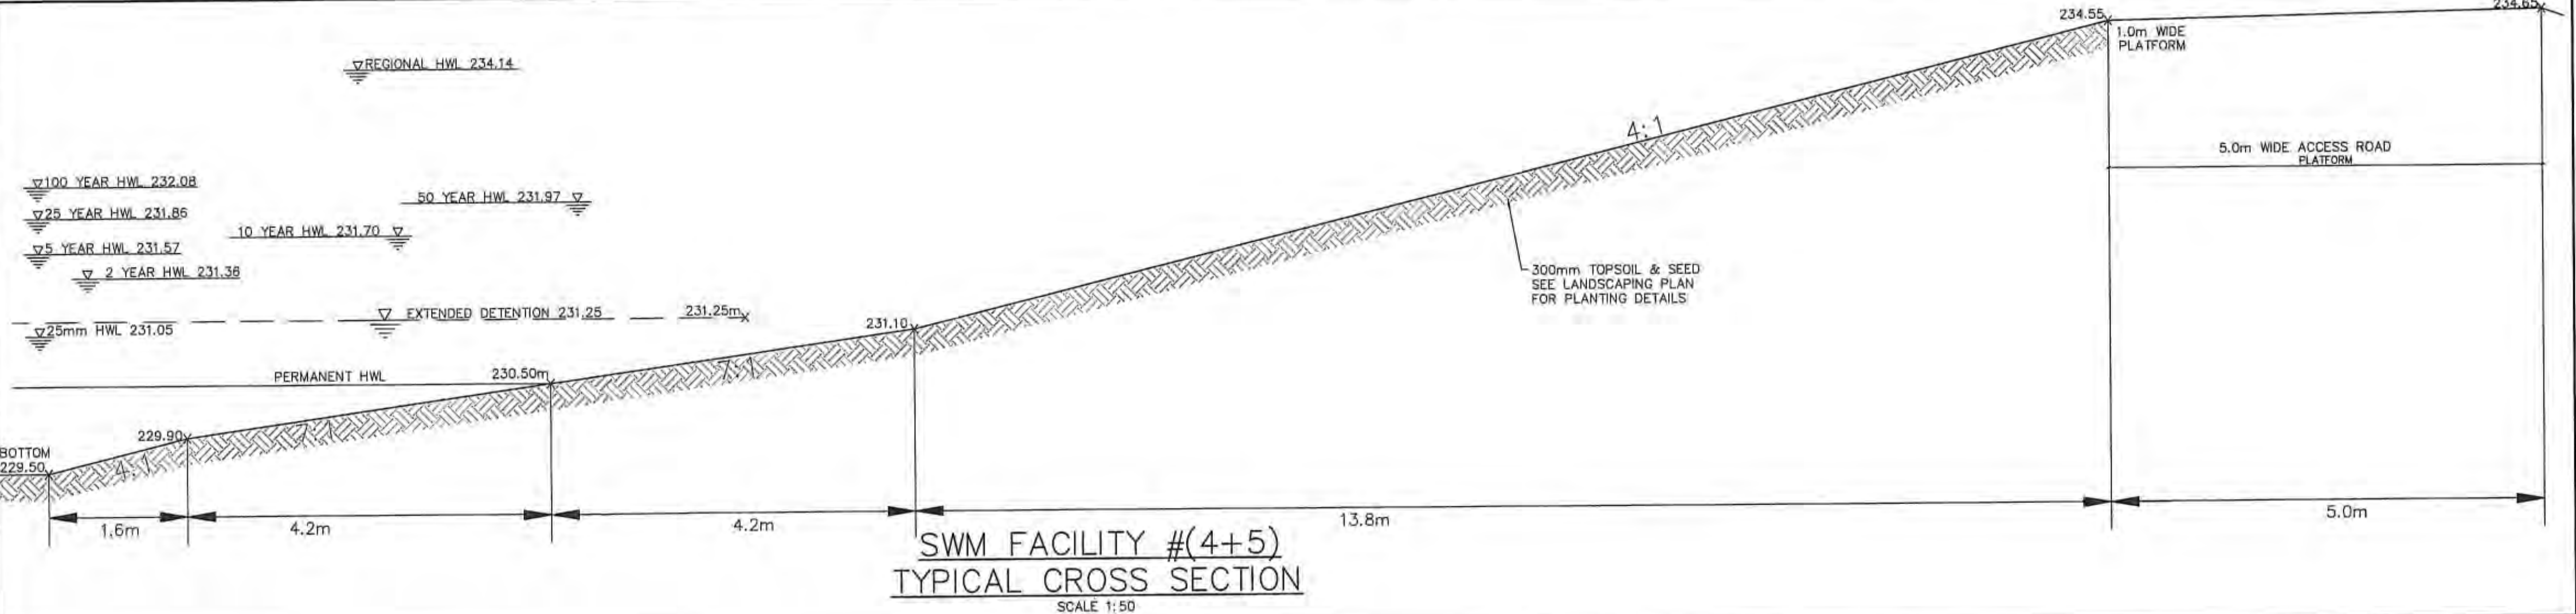 234.55
234.65
1.0m WIDE
PLATFORM
▽REGIONAL HWL 234.14
4:1
5.0m WIDE ACCESS ROAD
PLATFORM
▽100 YEAR HWL 232.08
50 YEAR HWL 231.97 ▽
▽25 YEAR HWL 231.86
10 YEAR HWL 231.70 ▽
▽5 YEAR HWL 231.57
▽ 2 YEAR HWL 231.36
300mm TOPSOIL & SEED
SEE LANDSCAPING PLAN
FOR PLANTING DETAILS
▽ EXTENDED DETENTION 231.25
231.25m
▽25mm HWL 231.05
231.10
7:1
PERMANENT HWL
230.50m
229.90
7:1
BOTTOM
229.50
4:1
1.6m
4.2m
4.2m
13.8m
5.0m
SWM FACILITY #(4+5)
TYPICAL CROSS SECTION
SCALE 1:50